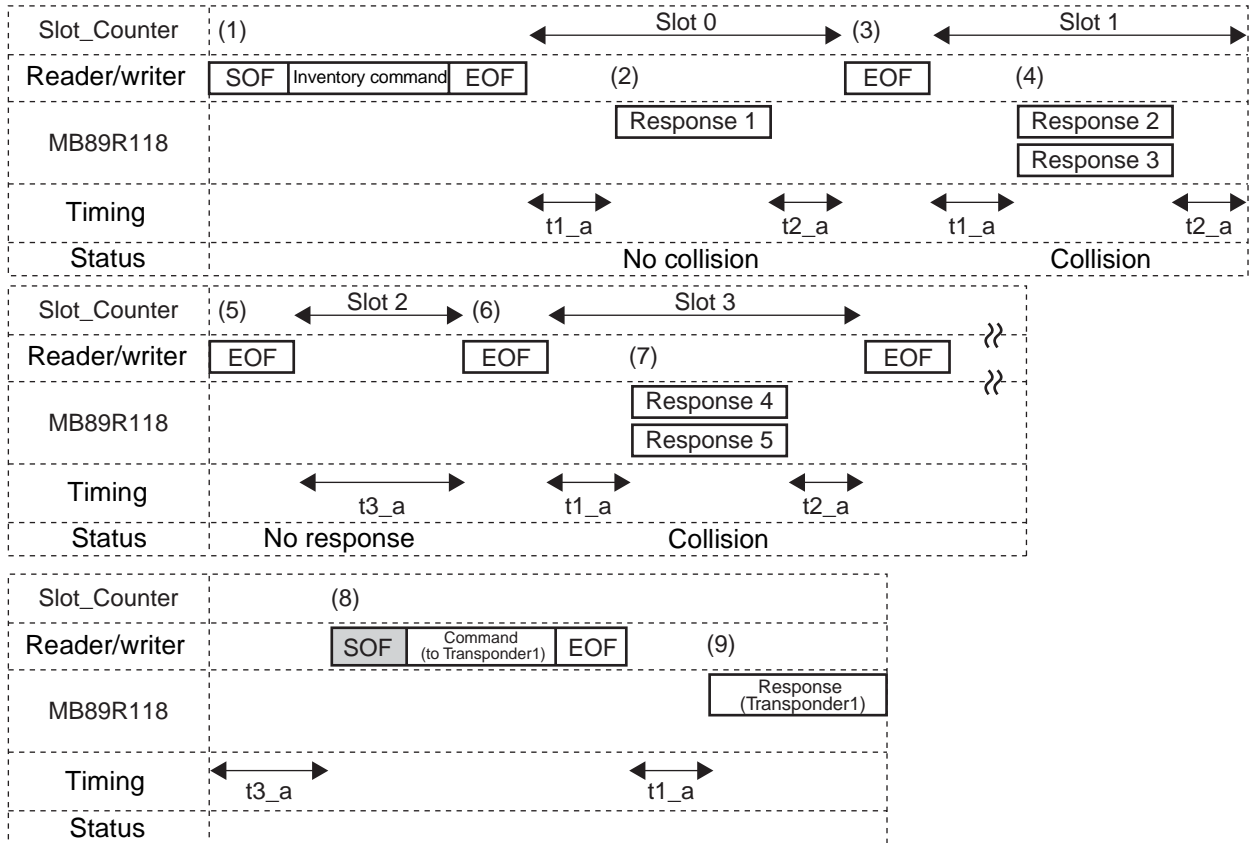 Slot_Counter (1) Slot 0 (3) Slot 1
Reader/writer SOF Inventory command EOF (2) EOF (4)
MB89R118 Response 1 Response 2
Response 3
Timing t1_a t2_a t1_a t2_a
Status No collision Collision
Slot_Counter (5) Slot 2 (6) Slot 3
Reader/writer EOF EOF (7) EOF
MB89R118 Response 4
Response 5
Timing t3_a t1_a t2_a
Status No response Collision
Slot_Counter (8)
Reader/writer SOF Command (to Transponder1) EOF (9)
MB89R118 Response (Transponder1)
Timing t3_a t1_a
Status